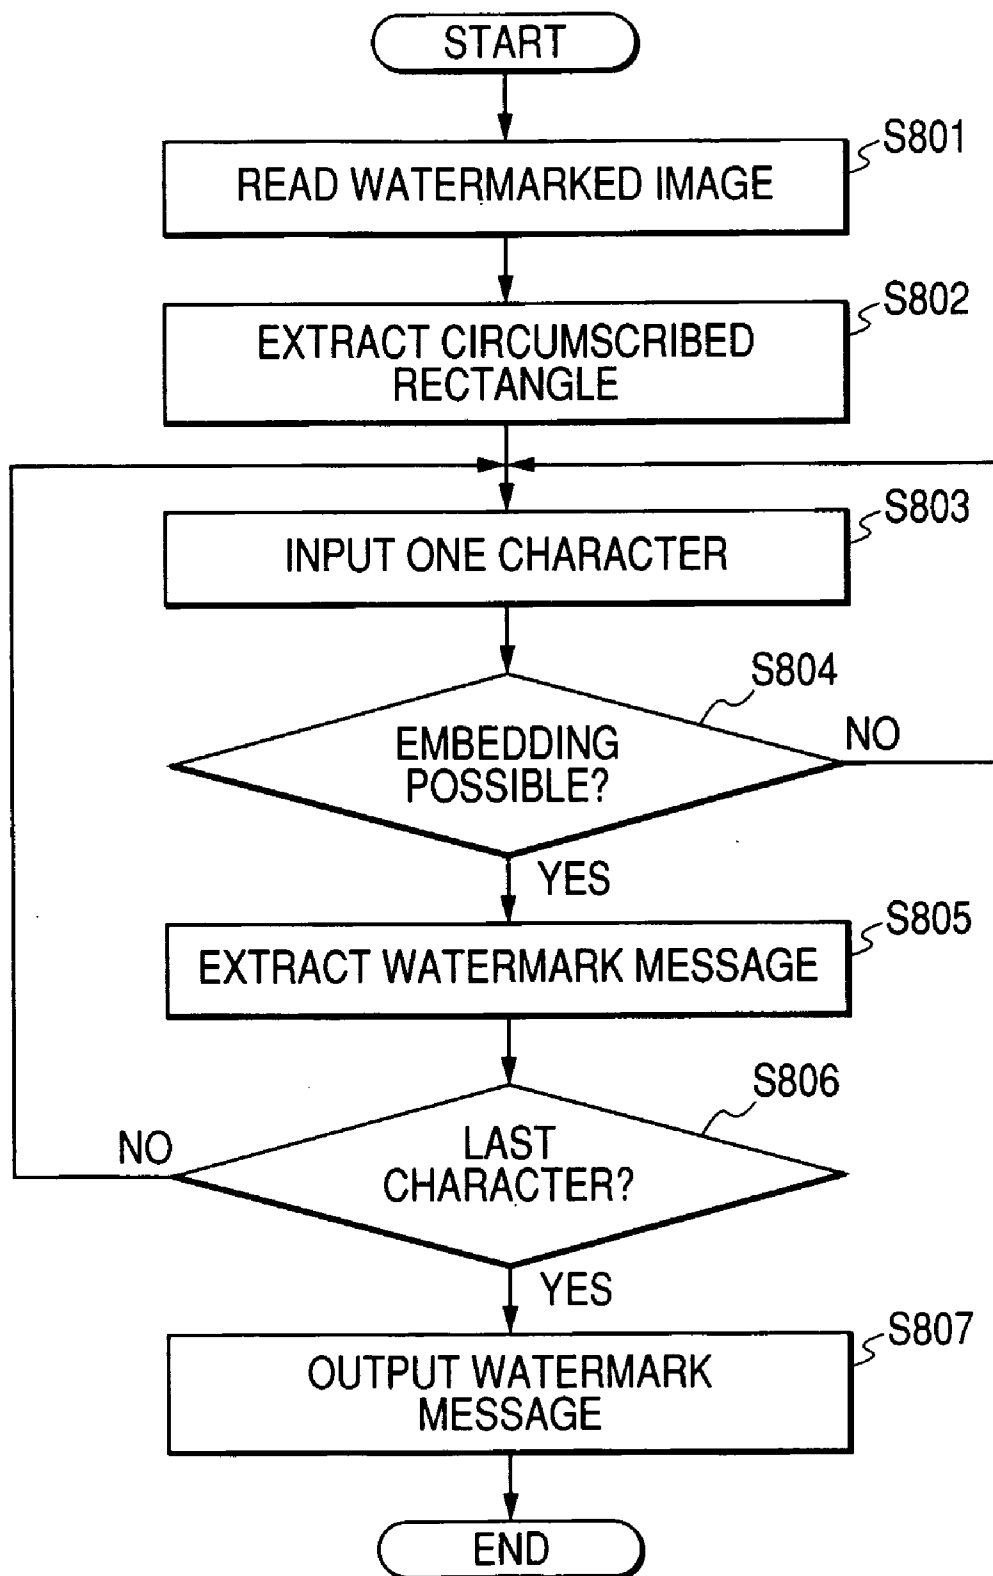 START
S801
READ WATERMARKED IMAGE
S802
EXTRACT CIRCUMSCRIBED
RECTANGLE
S803
INPUT ONE CHARACTER
S804
EMBEDDING
POSSIBLE?
NO
YES
S805
EXTRACT WATERMARK MESSAGE
S806
LAST
CHARACTER?
NO
YES
S807
OUTPUT WATERMARK
MESSAGE
END